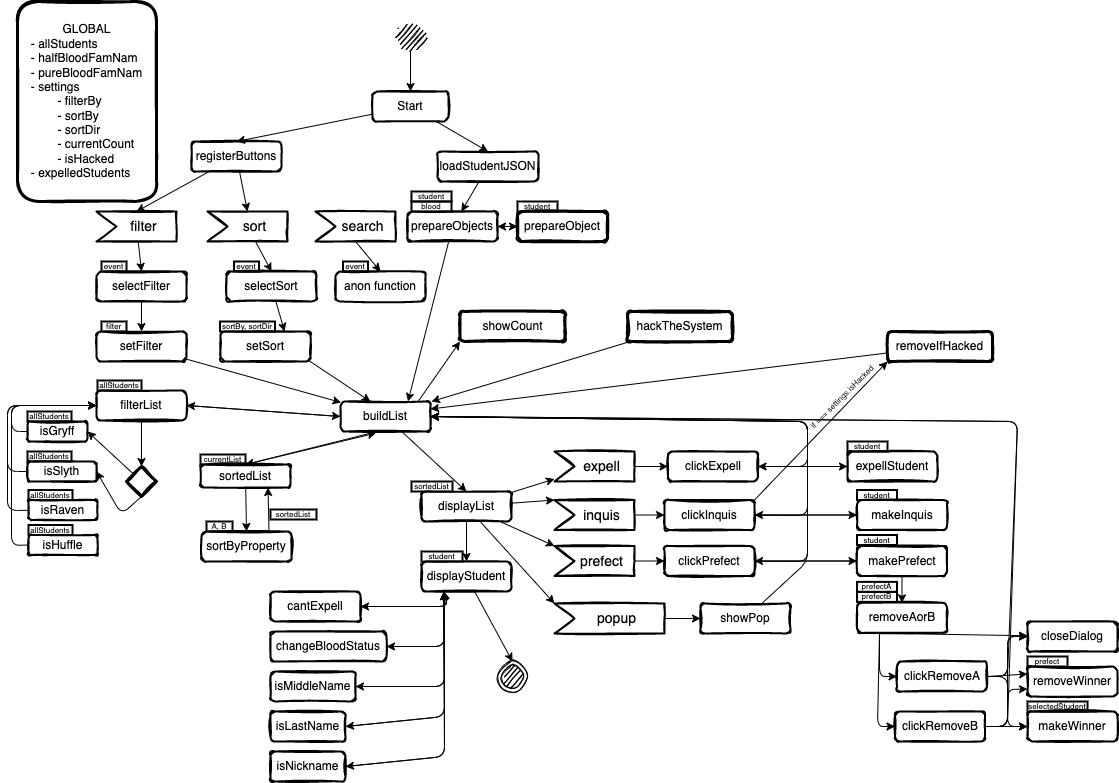 GLOBAL
- allStudents
- halfBloodFamNam
- pureBloodFamNam
- settings
- filterBy
- sortBy
- sortDir
- currentCount
- isHacked
- expelledStudents
Start
registerButtons
loadStudentJSON
student
blood
prepareObjects
student
prepareObject
filter
sort
search
event
selectFilter
event
selectSort
event
anon function
filter
setFilter
sortBy, sortDir
setSort
showCount
hackTheSystem
removeIfHacked
if === settings.isHacked
allStudents
filterList
buildList
allStudents
isGryff
allStudents
isSlyth
allStudents
isRaven
allStudents
isHuffle
currentList
sortedList
sortedList
A, B
sortByProperty
sortedList
displayList
expell
clickExpell
student
expellStudent
inquis
clickInquis
student
makeInquis
prefect
clickPrefect
student
makePrefect
popup
showPop
prefectA
prefectB
removeAorB
student
displayStudent
cantExpell
changeBloodStatus
isMiddleName
isLastName
isNickname
closeDialog
clickRemoveA
prefect
removeWinner
clickRemoveB
selectedStudent
makeWinner